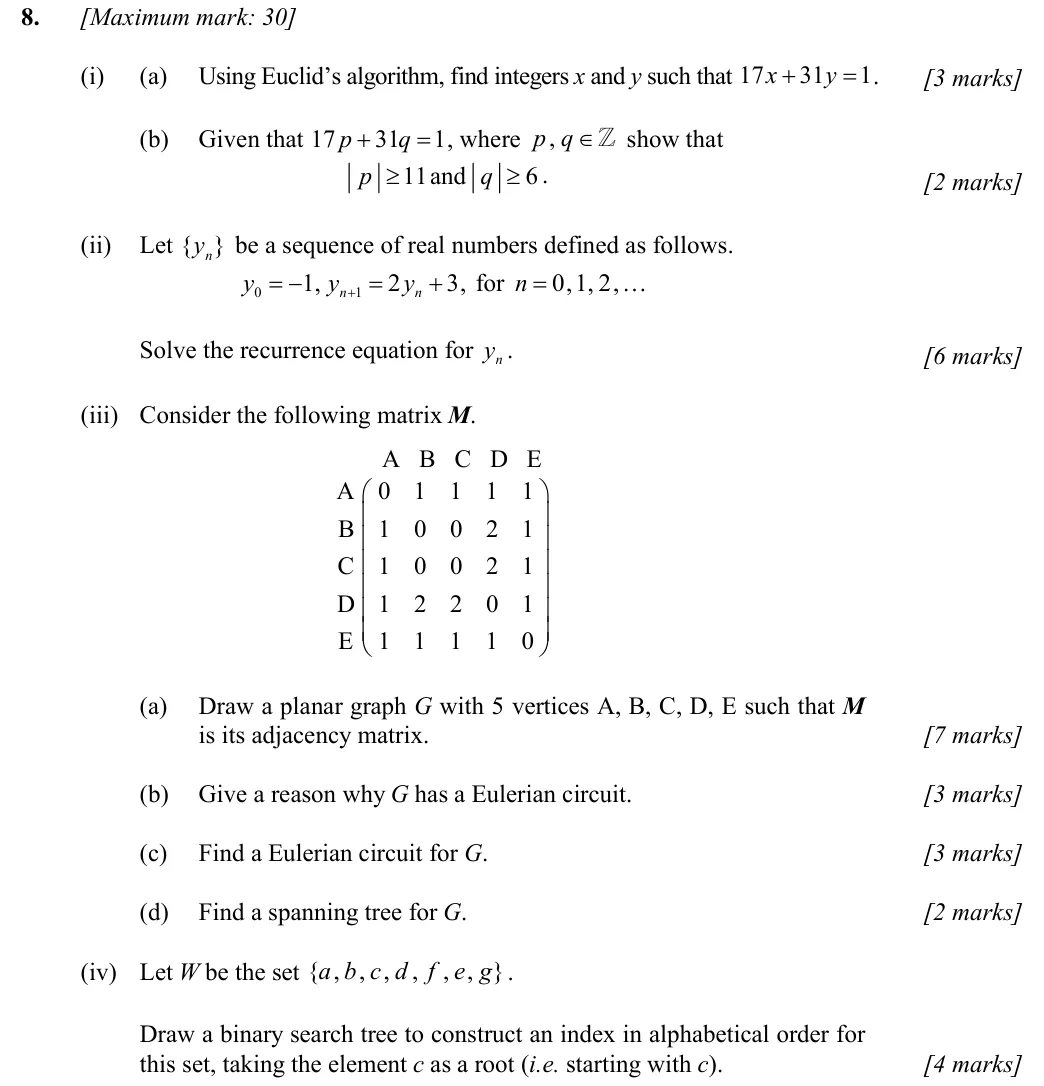 8. [Maximum mark: 30]
(i) (a) Using Euclid’s algorithm, find integers x and y such that 17x + 31y = 1. [3 marks]
(b) Given that 17p + 31q = 1, where p, q ∈ ℤ show that
|p| ≥ 11 and |q| ≥ 6. [2 marks]
(ii) Let {yₙ} be a sequence of real numbers defined as follows.
y₀ = −1, yₙ₊₁ = 2yₙ + 3, for n = 0, 1, 2, …
Solve the recurrence equation for yₙ. [6 marks]
(iii) Consider the following matrix M.
A B C D E
A 0 1 1 1 1
B 1 0 0 2 1
C 1 0 0 2 1
D 1 2 2 0 1
E 1 1 1 1 0
(a) Draw a planar graph G with 5 vertices A, B, C, D, E such that M
is its adjacency matrix. [7 marks]
(b) Give a reason why G has a Eulerian circuit. [3 marks]
(c) Find a Eulerian circuit for G. [3 marks]
(d) Find a spanning tree for G. [2 marks]
(iv) Let W be the set {a, b, c, d, f, e, g}.
Draw a binary search tree to construct an index in alphabetical order for
this set, taking the element c as a root (i.e. starting with c). [4 marks]